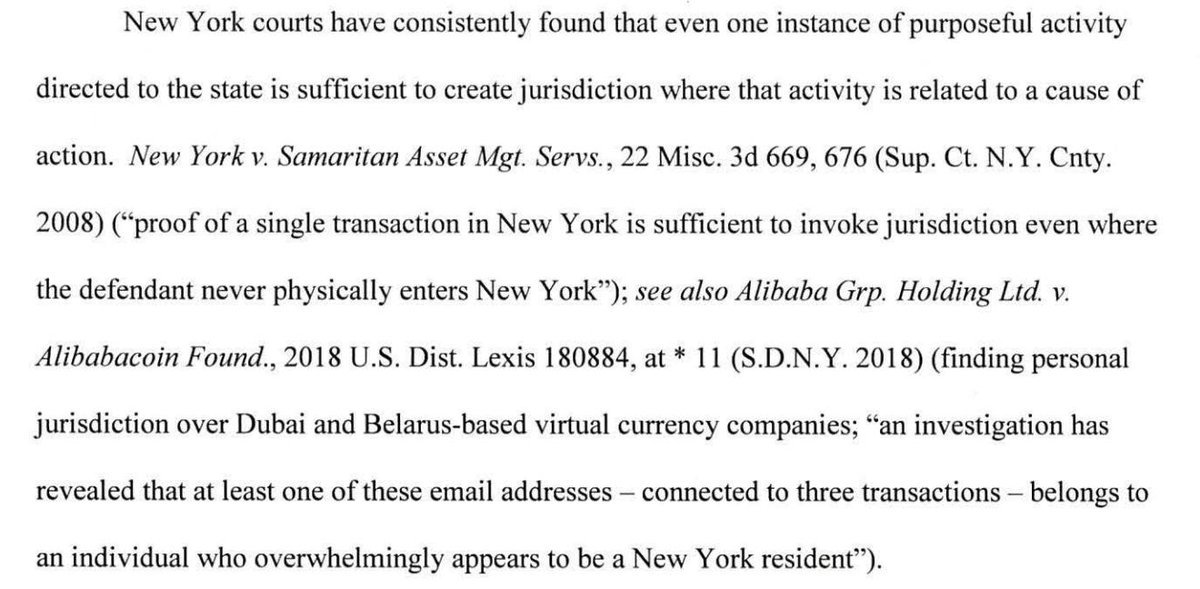 New York courts have consistently found that even one instance of purposeful activity
directed to the state is sufficient to create jurisdiction where that activity is related to a cause of
action. New York v. Samaritan Asset Mgt. Servs., 22 Misc. 3d 669, 676 (Sup. Ct. N.Y. Cnty.
2008) (“proof of a single transaction in New York is sufficient to invoke jurisdiction even where
the defendant never physically enters New York”); see also Alibaba Grp. Holding Ltd. v.
Alibabacoin Found., 2018 U.S. Dist. Lexis 180884, at * 11 (S.D.N.Y. 2018) (finding personal
jurisdiction over Dubai and Belarus-based virtual currency companies; “an investigation has
revealed that at least one of these email addresses – connected to three transactions – belongs to
an individual who overwhelmingly appears to be a New York resident”).